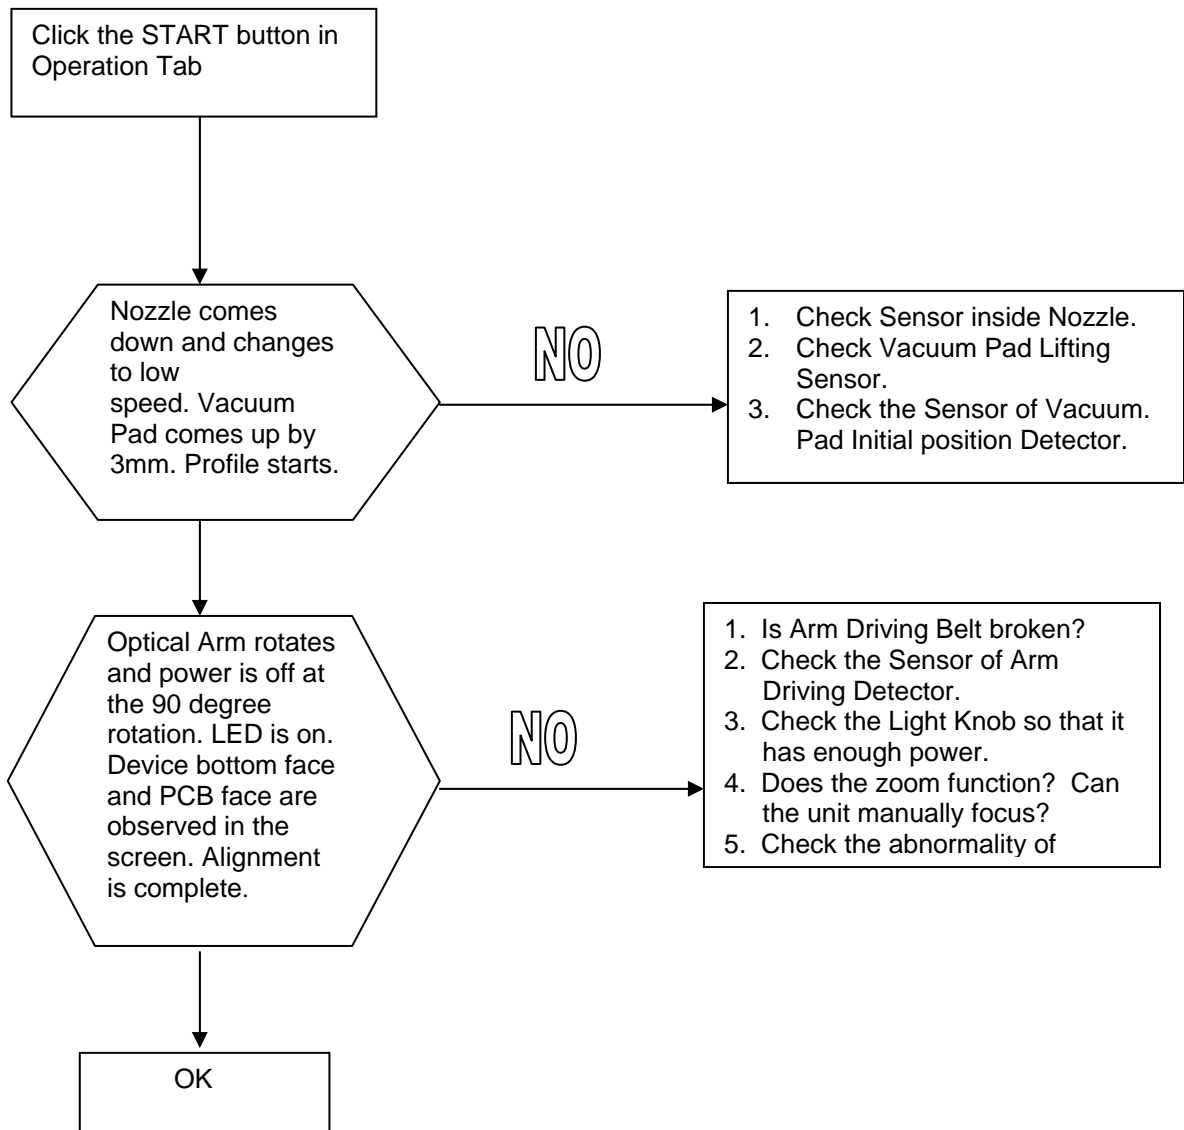 Click the START button in
Operation Tab
Nozzle comes
down and changes
to low
speed. Vacuum
Pad comes up by
3mm. Profile starts.
NO
1. Check Sensor inside Nozzle.
2. Check Vacuum Pad Lifting
Sensor.
3. Check the Sensor of Vacuum.
Pad Initial position Detector.
Optical Arm rotates
and power is off at
the 90 degree
rotation. LED is on.
Device bottom face
and PCB face are
observed in the
screen. Alignment
is complete.
NO
1. Is Arm Driving Belt broken?
2. Check the Sensor of Arm
Driving Detector.
3. Check the Light Knob so that it
has enough power.
4. Does the zoom function? Can
the unit manually focus?
5. Check the abnormality of
OK